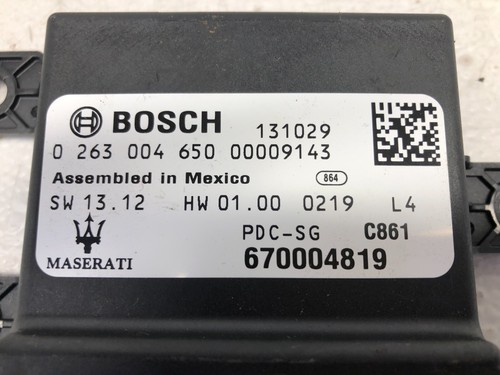 BOSCH 131029
0 263 004 650 00009143
Assembled in Mexico 864
SW 13.12 HW 01.00 0219 L4
PDC-SG C861
MASERATI 670004819